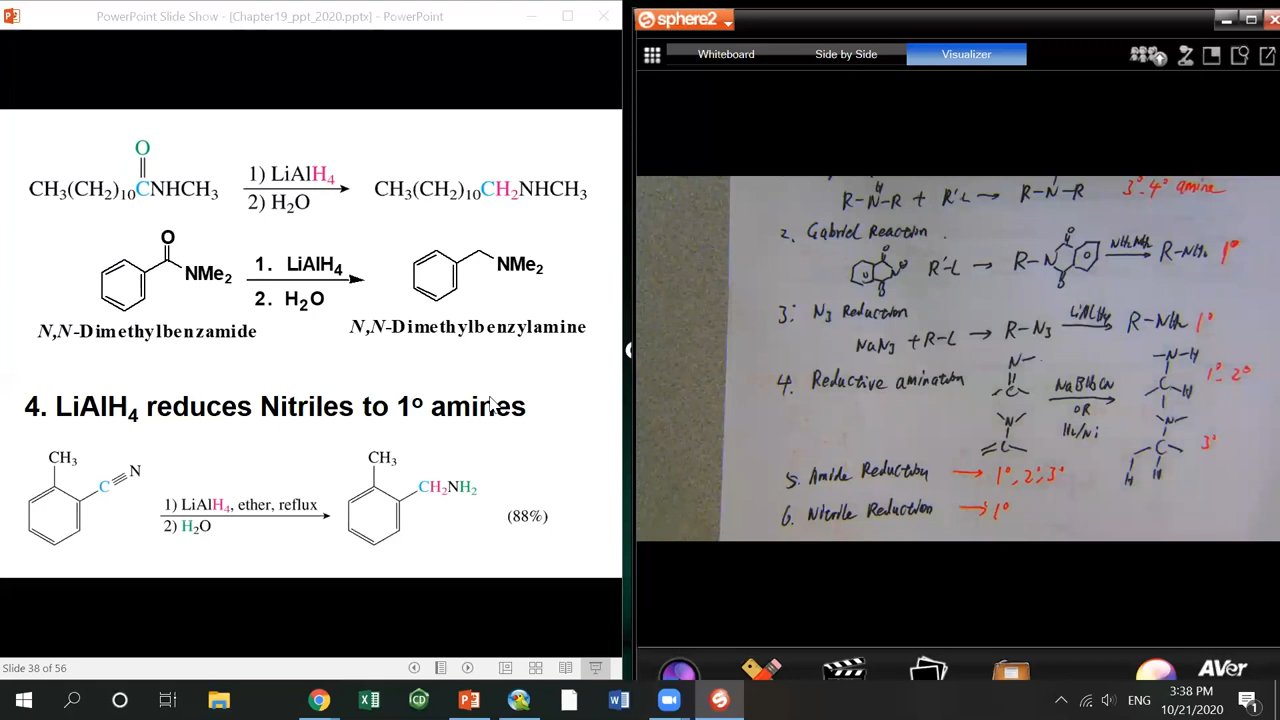 PowerPoint Slide Show - [Chapter19_ppt_2020.pptx] - PowerPoint
O
CH3(CH2)10CNHCH3
1) LiAlH4
2) H2O
CH3(CH2)10CH2NHCH3
O
NMe2
1. LiAlH4
2. H2O
NMe2
N,N-Dimethylbenzamide
N,N-Dimethylbenzylamine
4. LiAlH4 reduces Nitriles to 1o amines
CH3
C≡N
1) LiAlH4, ether, reflux
2) H2O
CH3
CH2NH2
(88%)
Slide 38 of 56
sphere2
Whiteboard
Side by Side
Visualizer
R-N-R + R'-L → R-N-R 3°-4° amine
2. Gabriel Reaction
R'-L → R-N → R-NH2 1°
3. N3 Reduction
NaN3 + R-L → R-N3 LiAlH4 → R-NH2 1°
4. Reductive amination
N
C
NaBH3CN
OR
H2/Ni
N-H
C-H
1°-2°
N
C
N
C
H
H
3°
5. Amide Reduction → 1°, 2°, 3°
6. Nitrile Reduction → 1°
AVer
ENG
3:38 PM
10/21/2020
1